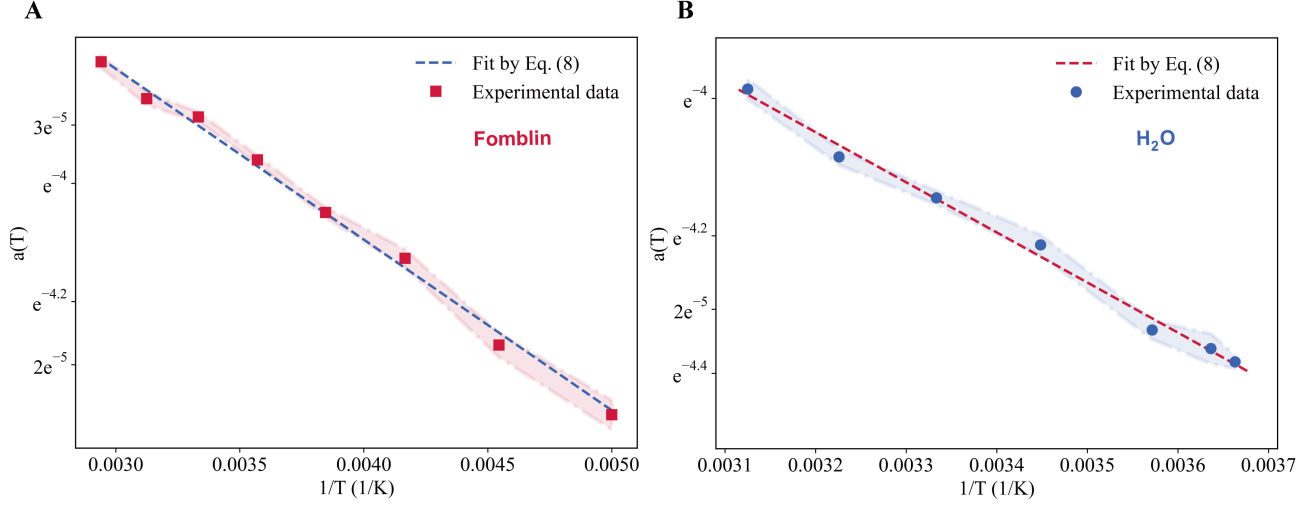 A
Fit by Eq. (8)
Experimental data
Fomblin
a(T)
3e⁻⁵
e⁻⁴
e⁻⁴·²
2e⁻⁵
0.0030 0.0035 0.0040 0.0045 0.0050
1/T (1/K)
B
Fit by Eq. (8)
Experimental data
H₂O
a(T)
e⁻⁴
e⁻⁴·²
2e⁻⁵
e⁻⁴·⁴
0.0031 0.0032 0.0033 0.0034 0.0035 0.0036 0.0037
1/T (1/K)